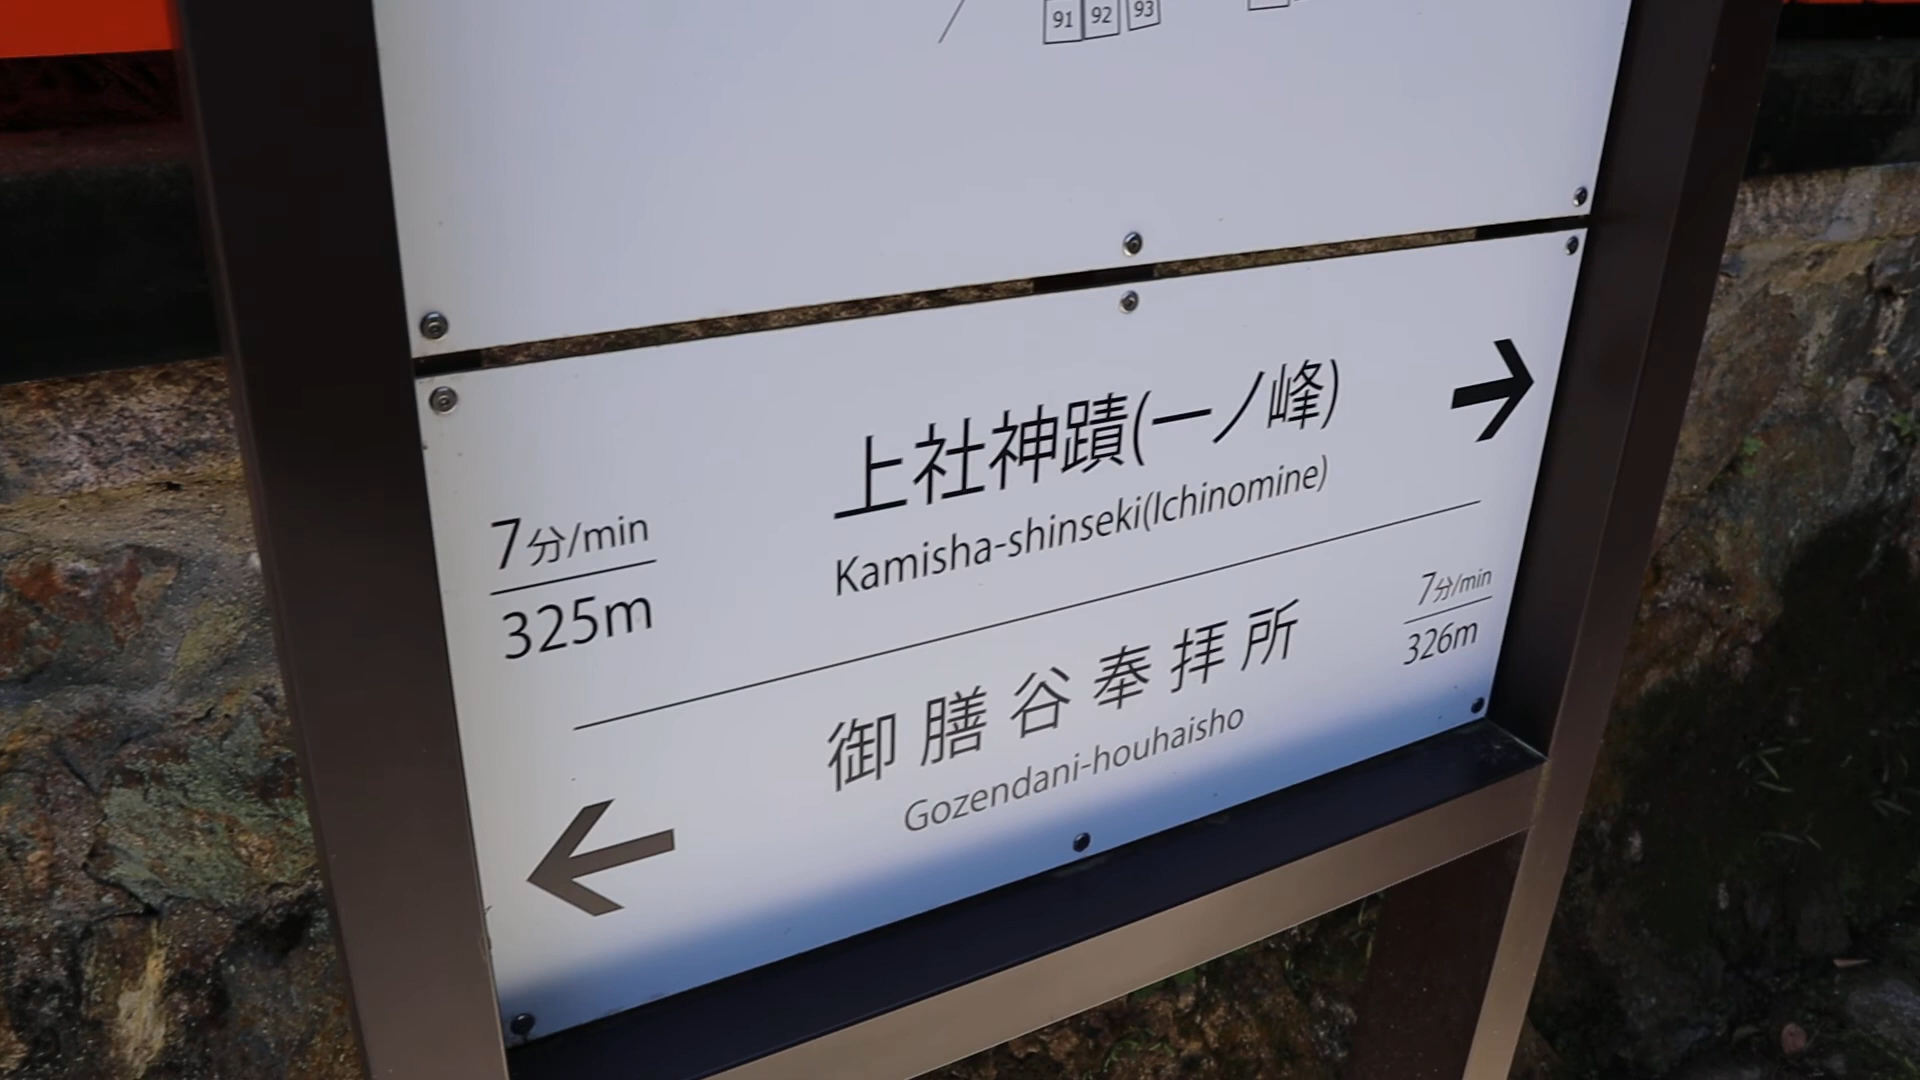 91 92 93
上社神蹟(一ノ峰)
Kamisha-shinseki(Ichinomine)
7分/min
325m
御膳谷奉拝所
Gozendani-houhaisho
7分/min
326m